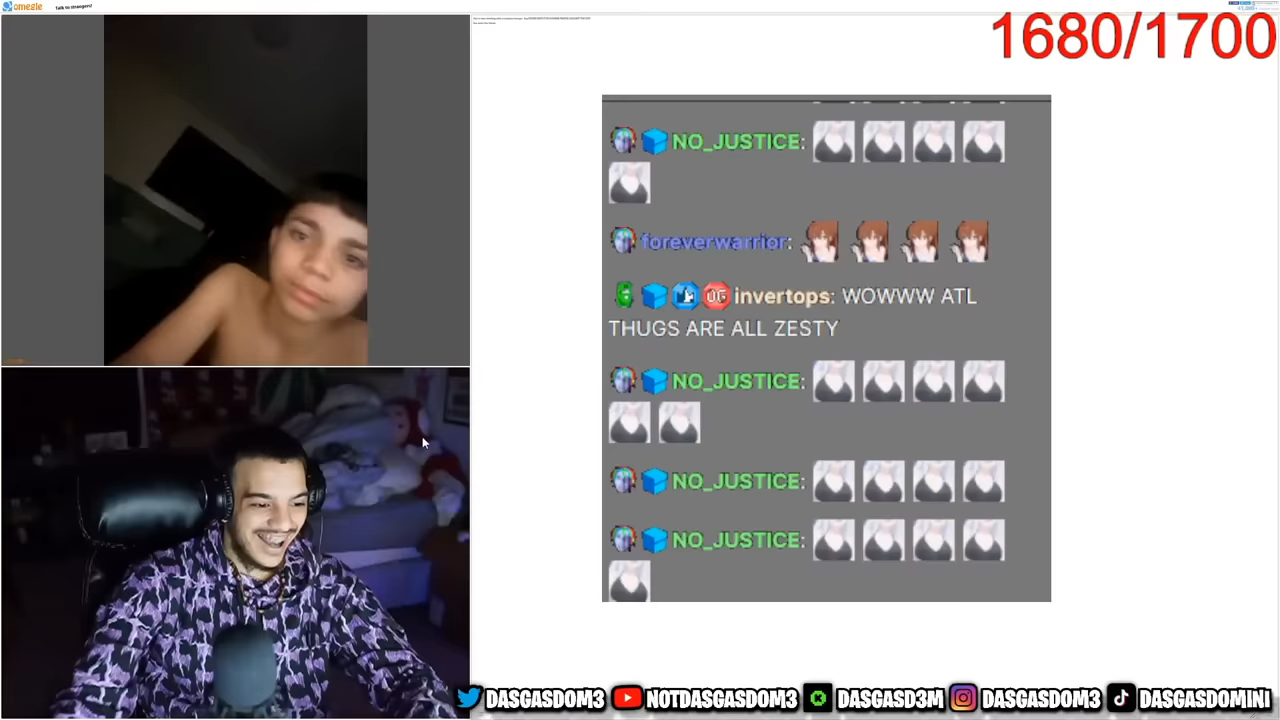 omegle
Talk to strangers!
1680/1700
NO_JUSTICE:
foreverwarrior:
invertops: WOWWW ATL
THUGS ARE ALL ZESTY
NO_JUSTICE:
NO_JUSTICE:
NO_JUSTICE:
DASGASDOM3 NOTDASGASDOM3 DASGASD3M DASGASDOM3 DASGASDOMINI